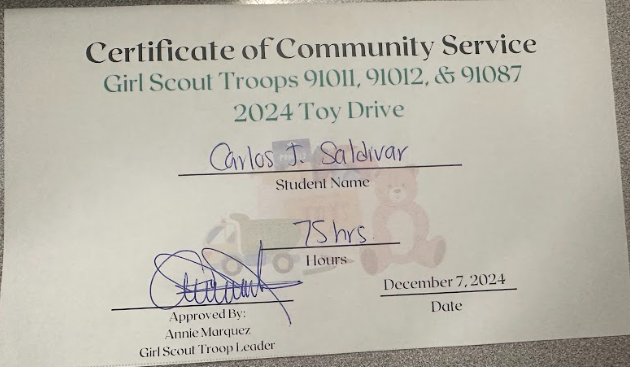 Certificate of Community Service
Girl Scout Troops 91011, 91012, & 91087
2024 Toy Drive
Carlos J. Saldivar
Student Name
75 hrs
Hours
December 7, 2024
Date
Approved By:
Annie Marquez
Girl Scout Troop Leader